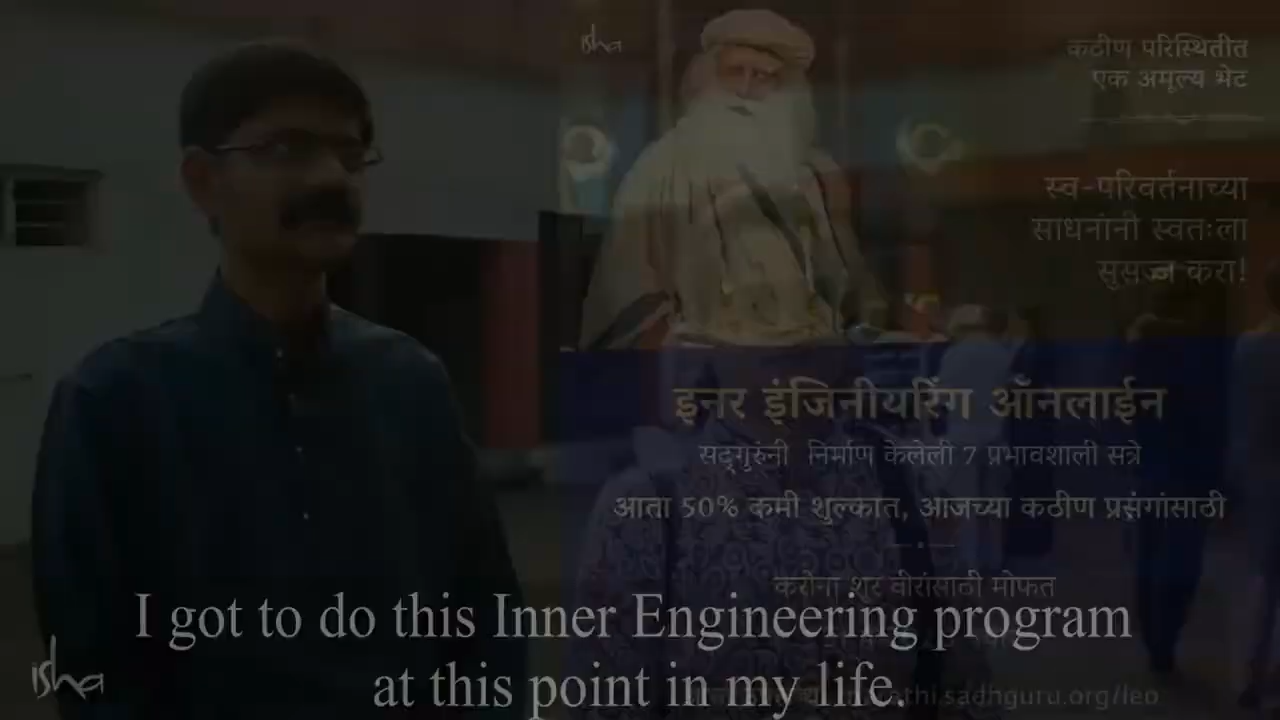 isha
कठीण परिस्थितीत
एक अमूल्य भेट
स्व-परिवर्तनाच्या
साधनांनी स्वतःला
सुसज्ज करा!
इनर इंजिनीयरिंग ऑनलाईन
सद्गुरुंनी निर्माण केलेली 7 प्रभावशाली सत्रे
आता 50% कमी शुल्कात, आजच्या कठीण प्रसंगांसाठी
करोना शूर वीरांसाठी मोफत
I got to do this Inner Engineering program
at this point in my life.
isha